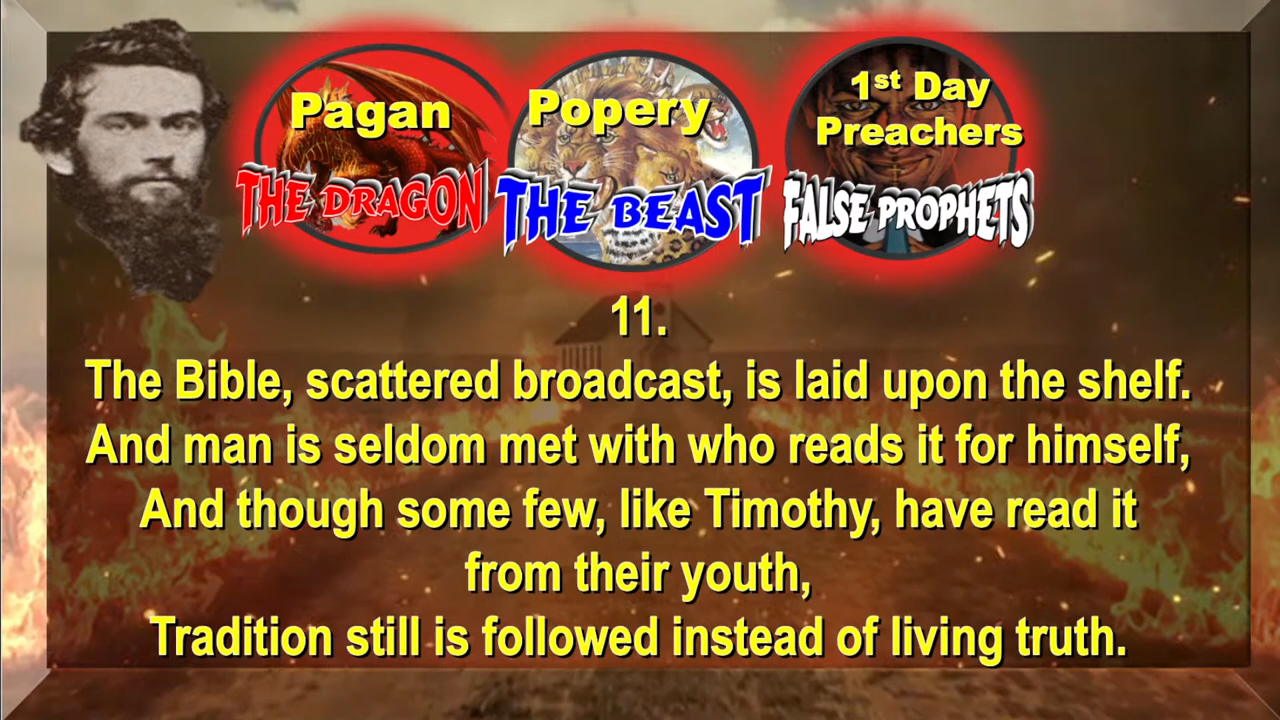 Pagan
THE DRAGON
Popery
THE BEAST
1st Day
Preachers
FALSE PROPHETS
11.
The Bible, scattered broadcast, is laid upon the shelf.
And man is seldom met with who reads it for himself,
And though some few, like Timothy, have read it
from their youth,
Tradition still is followed instead of living truth.